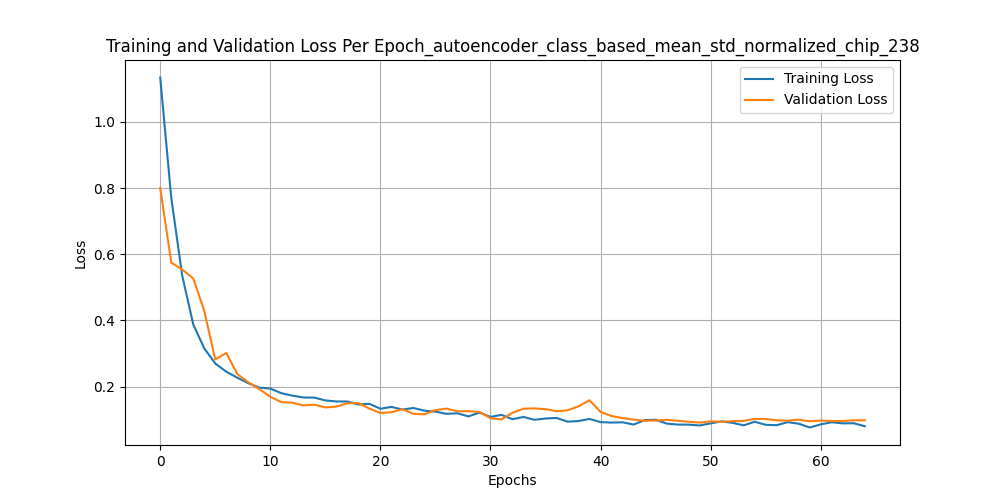 Training and Validation Loss Per Epoch_autoencoder_class_based_mean_std_normalized_chip_238
Training Loss
Validation Loss
1.0
0.8
0.6
0.4
0.2
Loss
0 10 20 30 40 50 60
Epochs